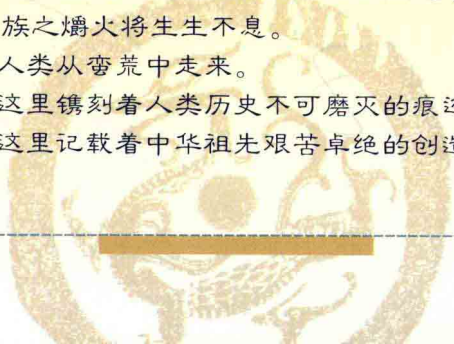 族之爝火将生生不息。
人类从蛮荒中走来。
这里镌刻着人类历史不可磨灭的痕
这里记载着中华祖先艰苦卓绝的创造